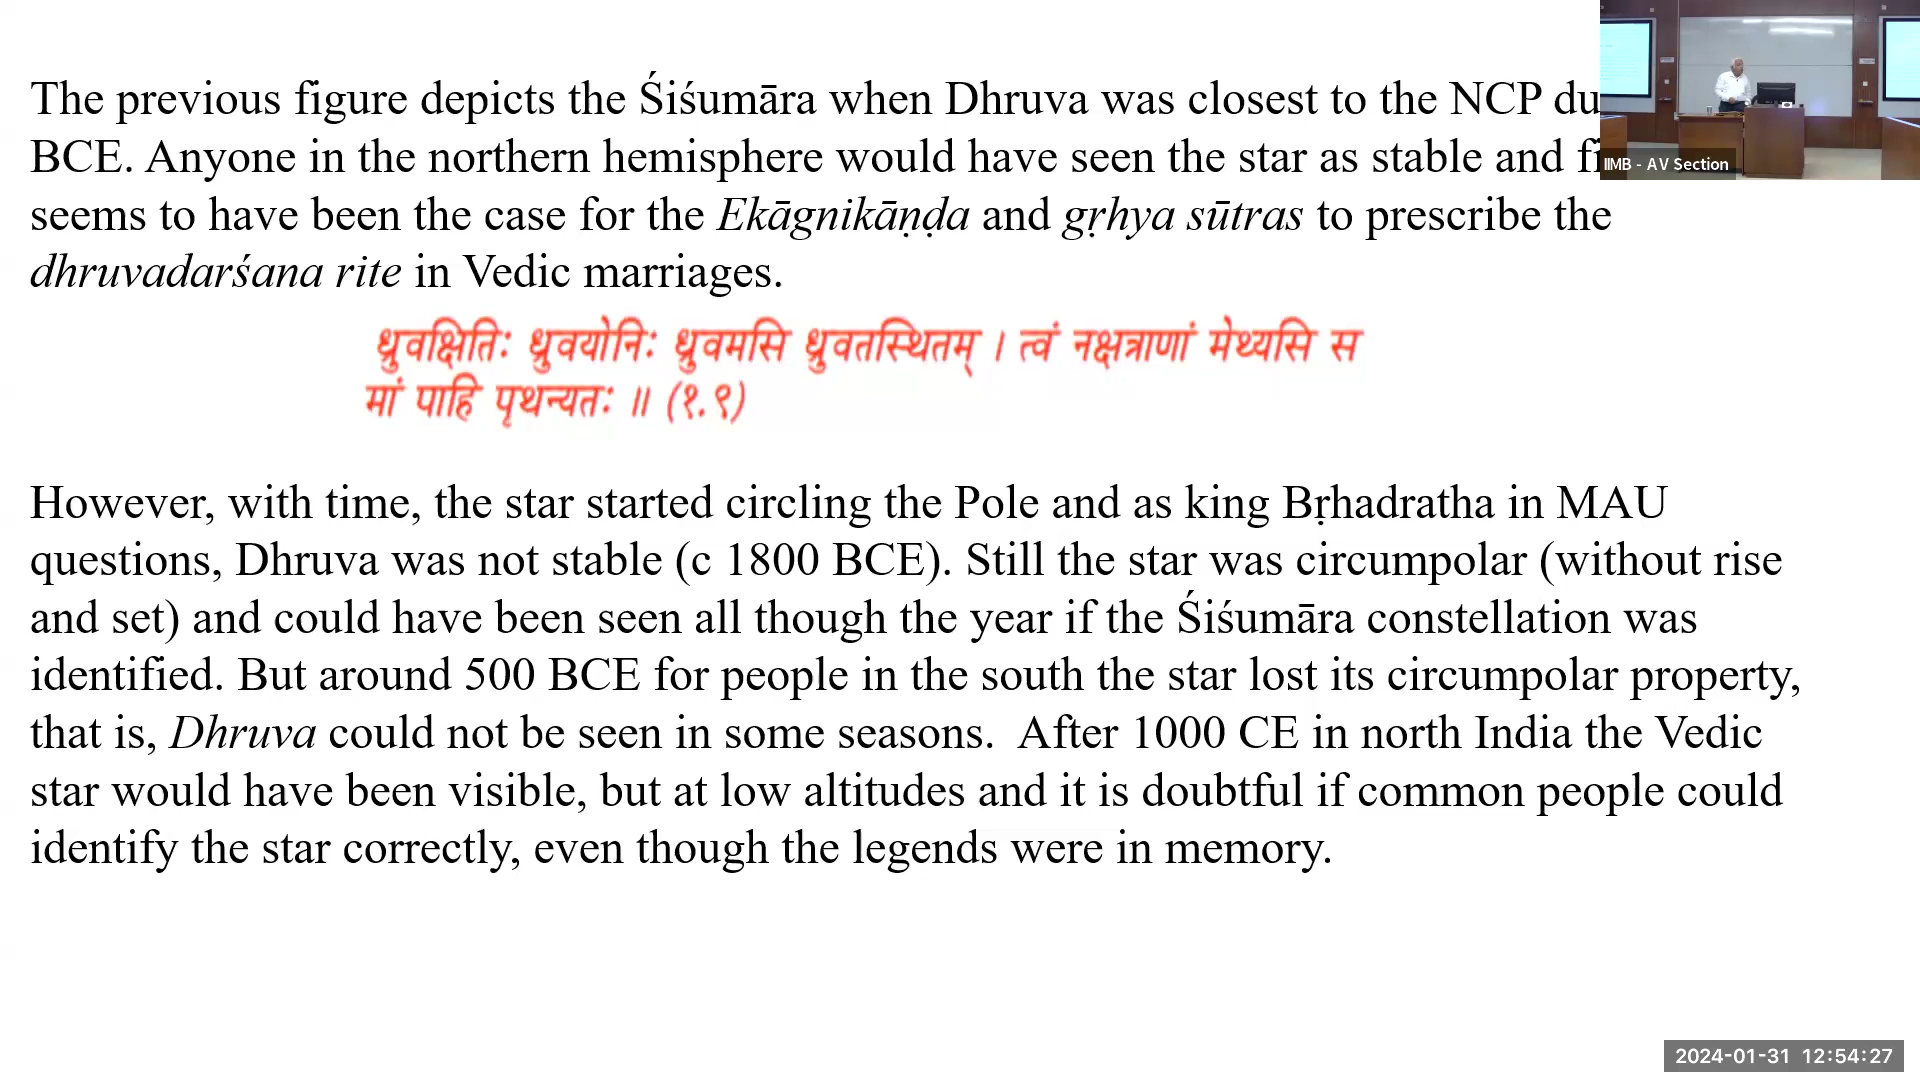 The previous figure depicts the Śiśumāra when Dhruva was closest to the NCP du
BCE. Anyone in the northern hemisphere would have seen the star as stable and fi
IIMB - AV Section
seems to have been the case for the Ekāgnikāṇḍa and gṛhya sūtras to prescribe the
dhruvadarśana rite in Vedic marriages.
ध्रुवक्षितिः ध्रुवयोनिः ध्रुवमसि ध्रुवतस्थितम् । त्वं नक्षत्राणां मेथ्यसि स
मां पाहि पृथन्यतः ॥ (१.९)
However, with time, the star started circling the Pole and as king Bṛhadratha in MAU
questions, Dhruva was not stable (c 1800 BCE). Still the star was circumpolar (without rise
and set) and could have been seen all though the year if the Śiśumāra constellation was
identified. But around 500 BCE for people in the south the star lost its circumpolar property,
that is, Dhruva could not be seen in some seasons.  After 1000 CE in north India the Vedic
star would have been visible, but at low altitudes and it is doubtful if common people could
identify the star correctly, even though the legends were in memory.
2024-01-31 12:54:27